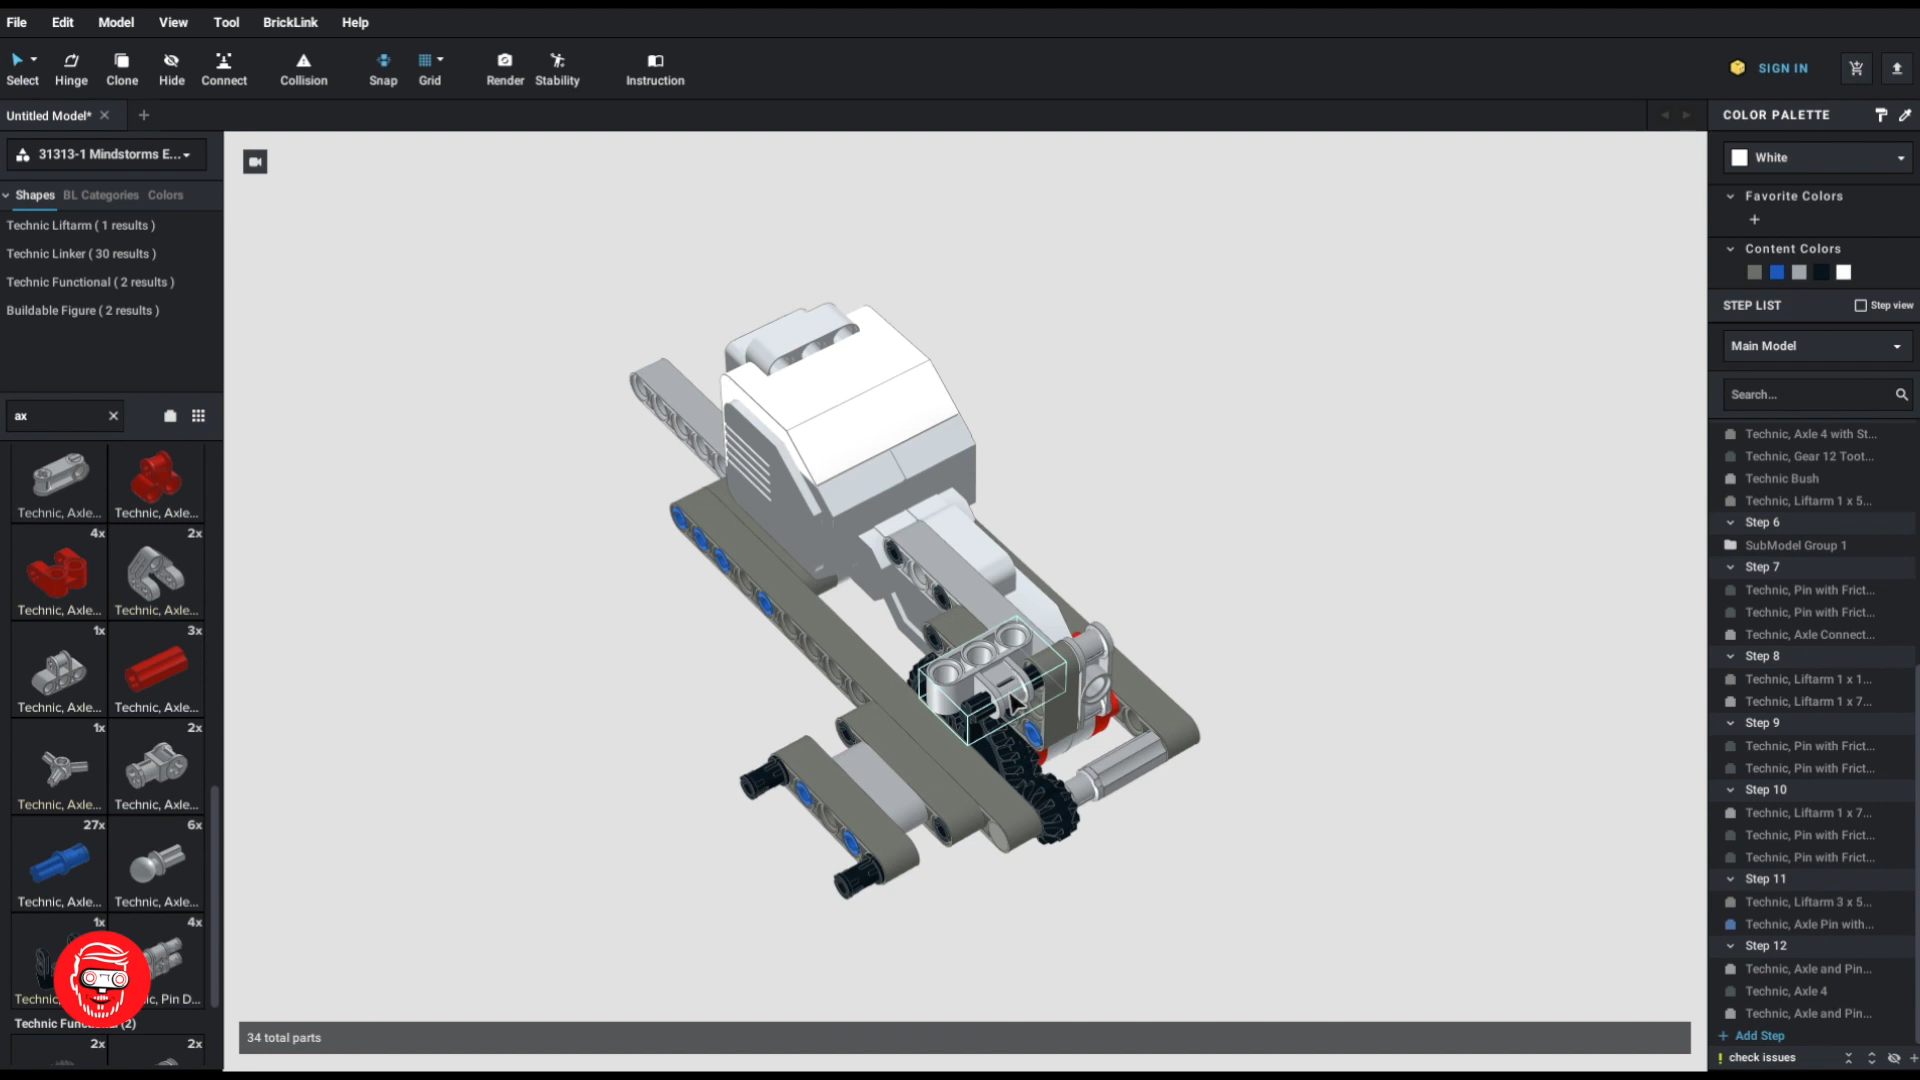 File Edit Model View Tool BrickLink Help
Select Hinge Clone Hide Connect Collision Snap Grid Render Stability Instruction
SIGN IN
Untitled Model*
31313-1 Mindstorms E...
Shapes BL Categories Colors
Technic Liftarm ( 1 results )
Technic Linker ( 30 results )
Technic Functional ( 2 results )
Buildable Figure ( 2 results )
ax
Technic, Axle... Technic, Axle...
4x 2x
Technic, Axle... Technic, Axle...
1x 3x
Technic, Axle... Technic, Axle...
1x 2x
Technic, Axle... Technic, Axle...
27x 6x
Technic, Axle... Technic, Axle...
1x 4x
Technic, Pin D...
Technic (2)
2x 2x
34 total parts
COLOR PALETTE
White
Favorite Colors
Content Colors
STEP LIST Step view
Main Model
Search...
Technic, Axle 4 with St...
Technic, Gear 12 Toot...
Technic Bush
Technic, Liftarm 1 x 5...
Step 6
SubModel Group 1
Step 7
Technic, Pin with Frict...
Technic, Pin with Frict...
Technic, Axle Connect...
Step 8
Technic, Liftarm 1 x 1...
Technic, Liftarm 1 x 7...
Step 9
Technic, Pin with Frict...
Technic, Pin with Frict...
Step 10
Technic, Liftarm 1 x 7...
Technic, Pin with Frict...
Technic, Pin with Frict...
Step 11
Technic, Liftarm 3 x 5...
Technic, Axle Pin with...
Step 12
Technic, Axle and Pin...
Technic, Axle 4
Technic, Axle and Pin...
+ Add Step
! check issues